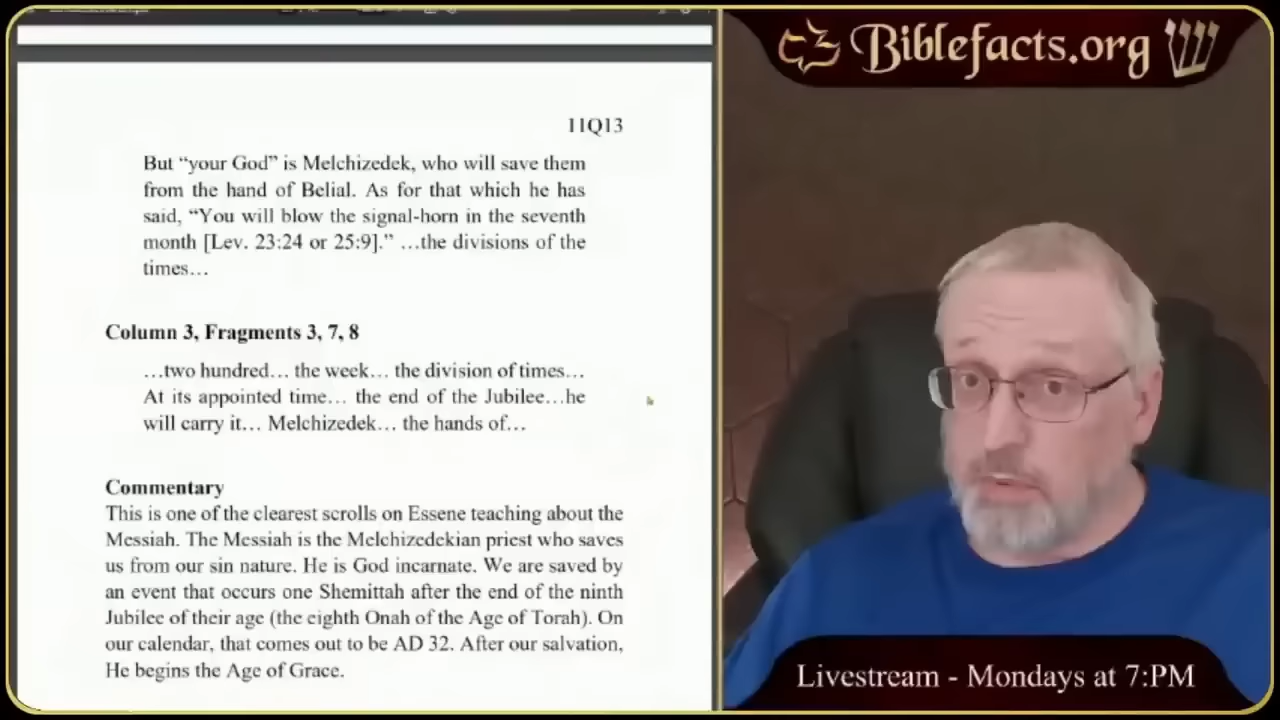 11Q13
But “your God” is Melchizedek, who will save them
from the hand of Belial. As for that which he has
said, “You will blow the signal-horn in the seventh
month [Lev. 23:24 or 25:9].” …the divisions of the
times…
Column 3, Fragments 3, 7, 8
…two hundred… the week… the division of times…
At its appointed time… the end of the Jubilee…he
will carry it… Melchizedek… the hands of…
Commentary
This is one of the clearest scrolls on Essene teaching about the
Messiah. The Messiah is the Melchizedekian priest who saves
us from our sin nature. He is God incarnate. We are saved by
an event that occurs one Shemittah after the end of the ninth
Jubilee of their age (the eighth Onah of the Age of Torah). On
our calendar, that comes out to be AD 32. After our salvation,
He begins the Age of Grace.
Biblefacts.org
Livestream - Mondays at 7:PM